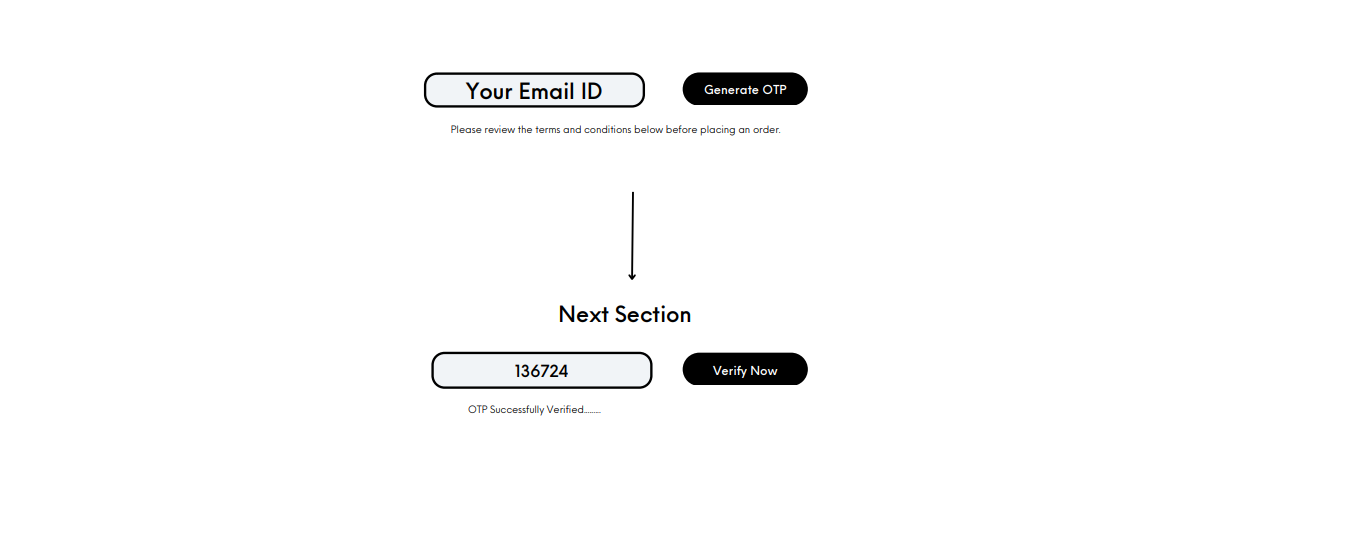 Your Email ID
Generate OTP
Please review the terms and conditions below before placing an order.
Next Section
136724
Verify Now
OTP Successfully Verified........